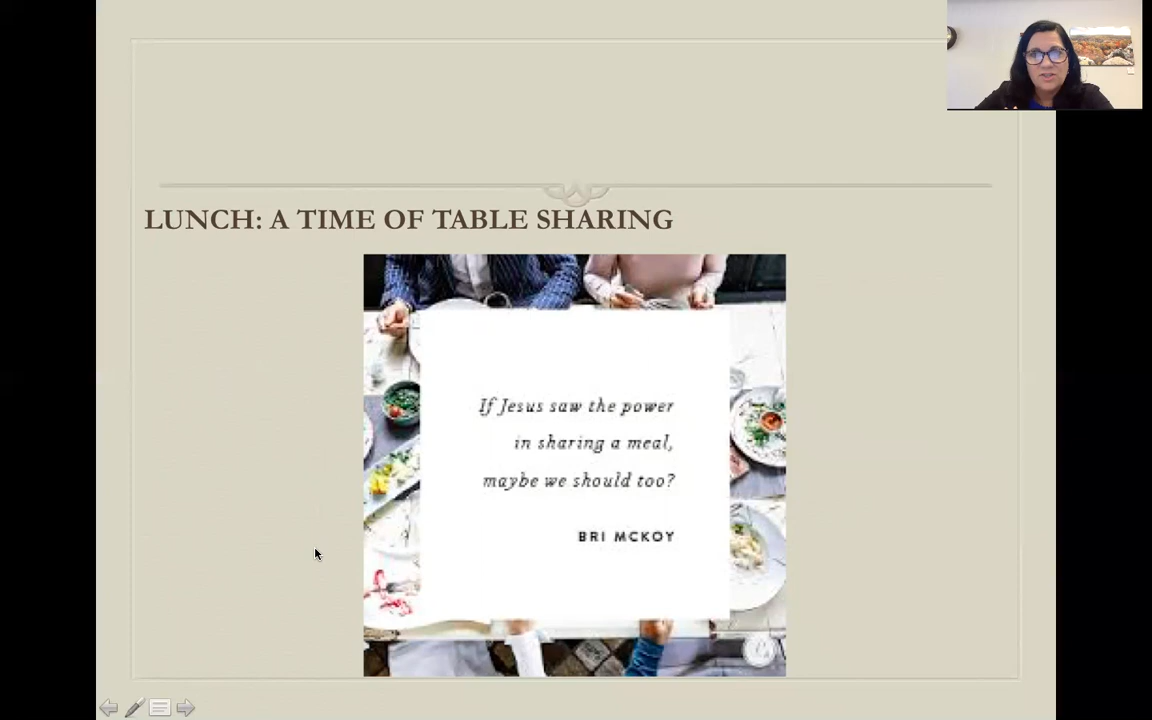 LUNCH: A TIME OF TABLE SHARING
If Jesus saw the power
in sharing a meal,
maybe we should too?
BRI MCKOY